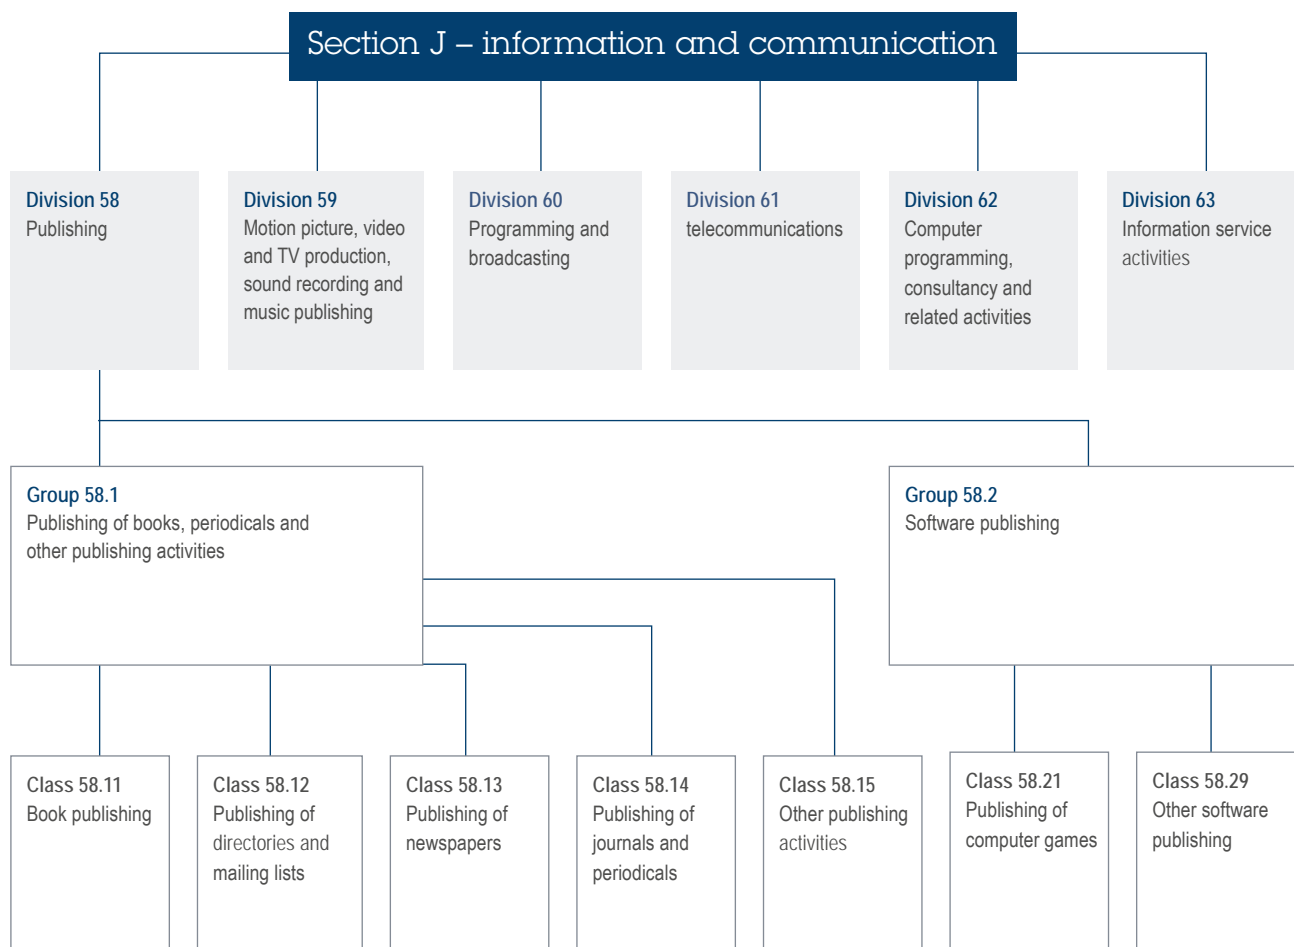 Section J – information and communication
Division 58
Publishing
Division 59
Motion picture, video
and TV production,
sound recording and
music publishing
Division 60
Programming and
broadcasting
Division 61
telecommunications
Division 62
Computer
programming,
consultancy and
related activities
Division 63
Information service
activities
Group 58.1
Publishing of books, periodicals and
other publishing activities
Group 58.2
Software publishing
Class 58.11
Book publishing
Class 58.12
Publishing of
directories and
mailing lists
Class 58.13
Publishing of
newspapers
Class 58.14
Publishing of
journals and
periodicals
Class 58.15
Other publishing
activities
Class 58.21
Publishing of
computer games
Class 58.29
Other software
publishing